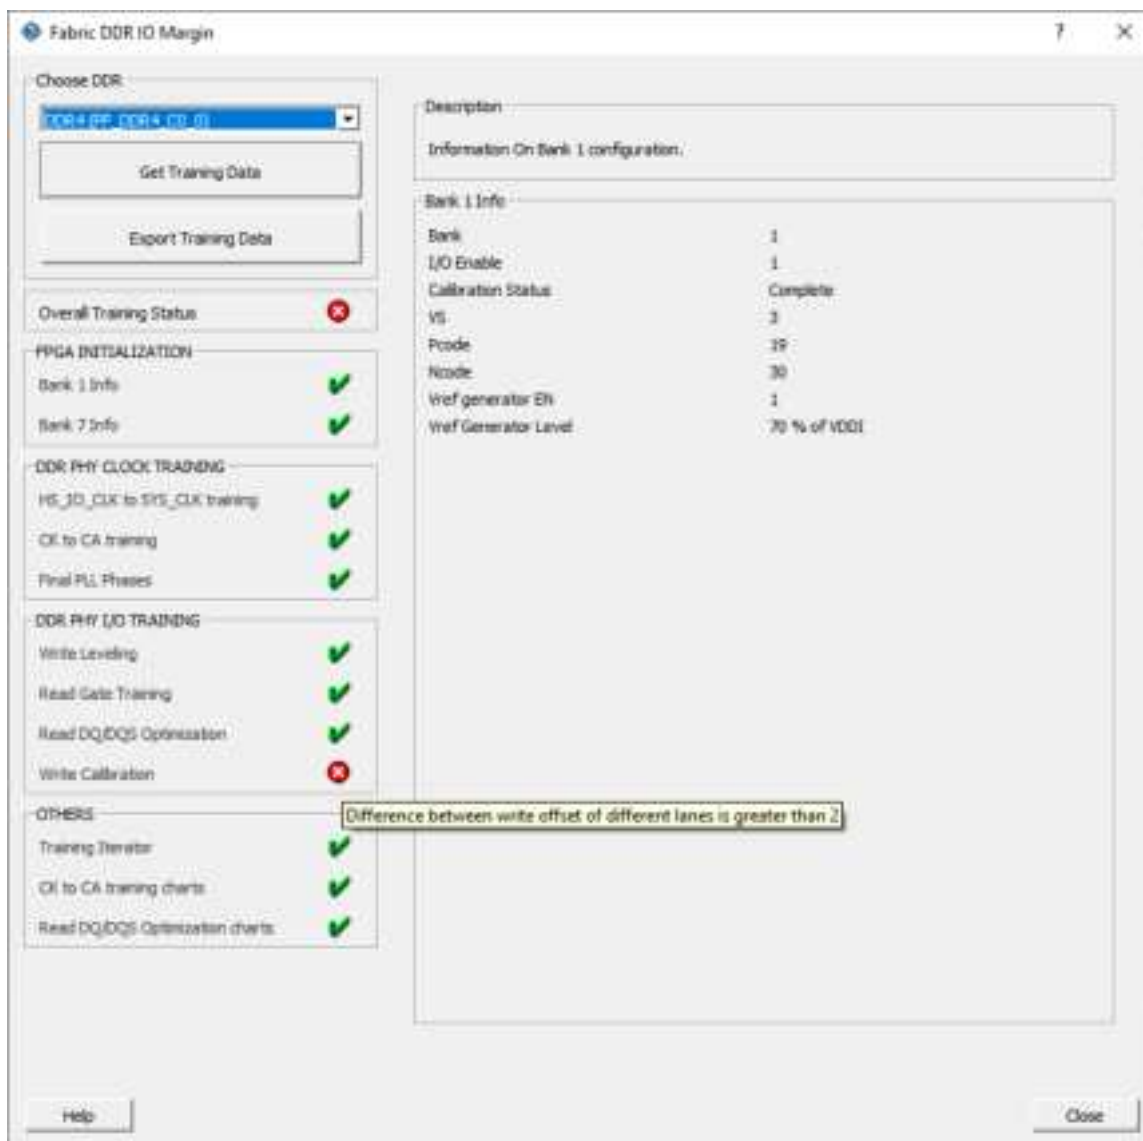 Fabric DDR IO Margin
? ×
Choose DDR
DDR4 (PF_DDR4_C0_0)
Get Training Data
Export Training Data
Overall Training Status
FPGA INITIALIZATION
Bank 1 Info
Bank 7 Info
DDR PHY CLOCK TRAINING
HS_IO_CLK to SYS_CLK training
CK to CA training
Final PLL Phases
DDR PHY I/O TRAINING
Write Leveling
Read Gate Training
Read DQ/DQS Optimization
Write Calibration
OTHERS
Training Iterator
CK to CA training charts
Read DQ/DQS Optimization charts
Description
Information On Bank 1 configuration.
Bank 1 Info
Bank 1
I/O Enable 1
Calibration Status Complete
VS 3
Pcode 19
Ncode 30
Vref generator EN 1
Vref Generator Level 70 % of VDDI
Difference between write offset of different lanes is greater than 2
Help
Close